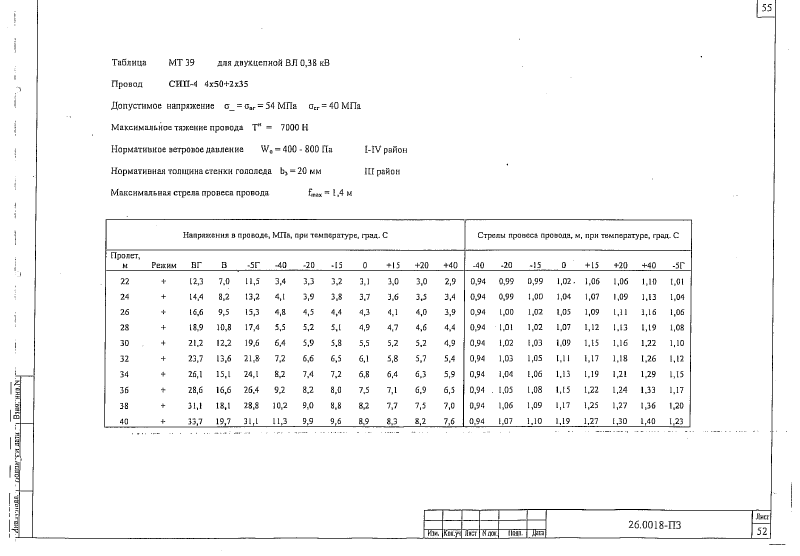 55
Таблица МТ 39 для двухцепной ВЛ 0,38 кВ
Провод СИП-4 4х50+2х35
Допустимое напряжение σ_ = σвг = 54 МПа σсг = 40 МПа
Максимальное тяжение провода Tн = 7000 Н
Нормативное ветровое давление W₀ = 400 - 800 Па I-IV район
Нормативная толщина стенки гололеда bэ = 20 мм III район
Максимальная стрела провеса провода fmax = 1,4 м
Напряжения в проводе, МПа, при температуре, град. С Стрелы провеса провода, м, при температуре, град. С
Пролет, м Режим ВГ В -5Г -40 -20 -15 0 +15 +20 +40 -40 -20 -15 0 +15 +20 +40 -5Г
22 + 12,3 7,0 11,5 3,4 3,3 3,2 3,1 3,0 3,0 2,9 0,94 0,99 0,99 1,02 1,06 1,06 1,10 1,01
24 + 14,4 8,2 13,2 4,1 3,9 3,8 3,7 3,6 3,5 3,4 0,94 0,99 1,00 1,04 1,07 1,09 1,13 1,04
26 + 16,6 9,5 15,3 4,8 4,5 4,4 4,3 4,1 4,0 3,9 0,94 1,00 1,02 1,05 1,09 1,11 1,16 1,06
28 + 18,9 10,8 17,4 5,5 5,2 5,1 4,9 4,7 4,6 4,4 0,94 1,01 1,02 1,07 1,12 1,13 1,19 1,08
30 + 21,2 12,2 19,6 6,4 5,9 5,8 5,5 5,2 5,2 4,9 0,94 1,02 1,03 1,09 1,15 1,16 1,22 1,10
32 + 23,7 13,6 21,8 7,2 6,6 6,5 6,1 5,8 5,7 5,4 0,94 1,03 1,05 1,11 1,17 1,18 1,26 1,12
34 + 26,1 15,1 24,1 8,2 7,4 7,2 6,8 6,4 6,3 5,9 0,94 1,04 1,06 1,13 1,19 1,21 1,29 1,15
36 + 28,6 16,6 26,4 9,2 8,2 8,0 7,5 7,1 6,9 6,5 0,94 1,05 1,08 1,15 1,22 1,24 1,33 1,17
38 + 31,1 18,1 28,8 10,2 9,0 8,8 8,2 7,7 7,5 7,0 0,94 1,06 1,09 1,17 1,25 1,27 1,36 1,20
40 + 33,7 19,7 31,1 11,3 9,9 9,6 8,9 8,3 8,2 7,6 0,94 1,07 1,10 1,19 1,27 1,30 1,40 1,23
26.0018-ПЗ
Лист
52
Изм. Кол.уч Лист N док. Подп. Дата